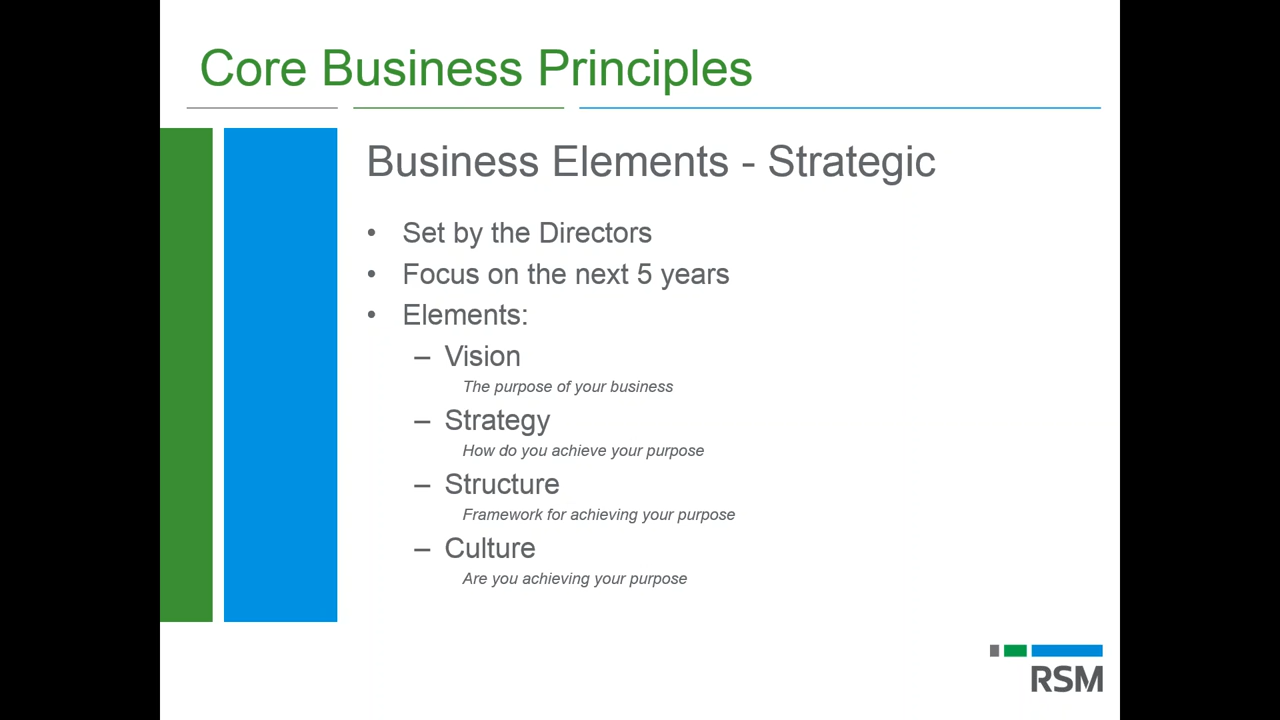 Core Business Principles
Business Elements - Strategic
• Set by the Directors
• Focus on the next 5 years
• Elements:
– Vision
The purpose of your business
– Strategy
How do you achieve your purpose
– Structure
Framework for achieving your purpose
– Culture
Are you achieving your purpose
RSM